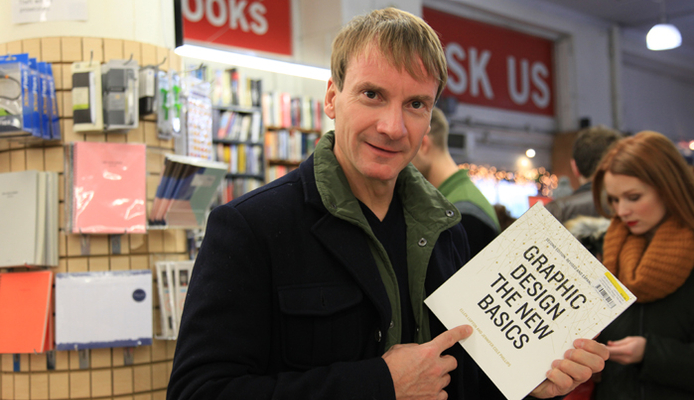 OOKS
SK US
GRAPHIC
DESIGN
THE NEW
BASICS